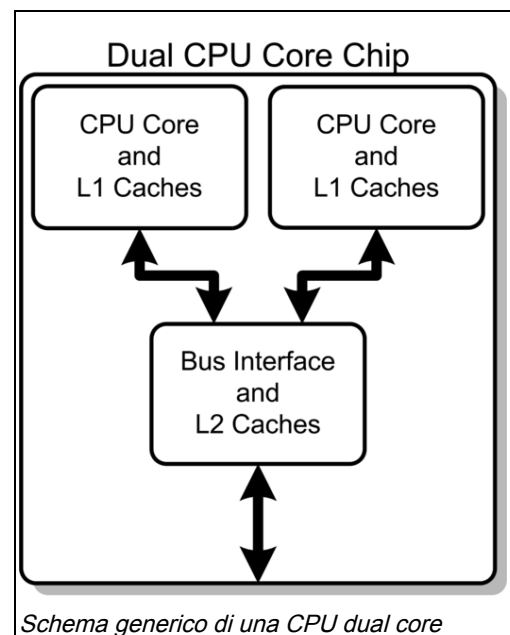 Dual CPU Core Chip
CPU Core
and
L1 Caches
CPU Core
and
L1 Caches
Bus Interface
and
L2 Caches
Schema generico di una CPU dual core